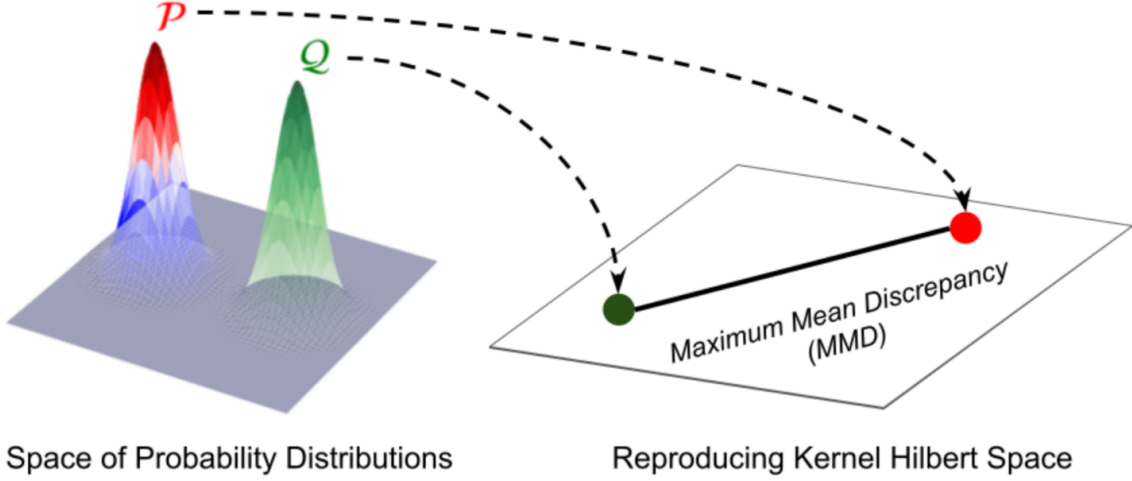 𝒫
𝒬
Maximum Mean Discrepancy
(MMD)
Space of Probability Distributions
Reproducing Kernel Hilbert Space